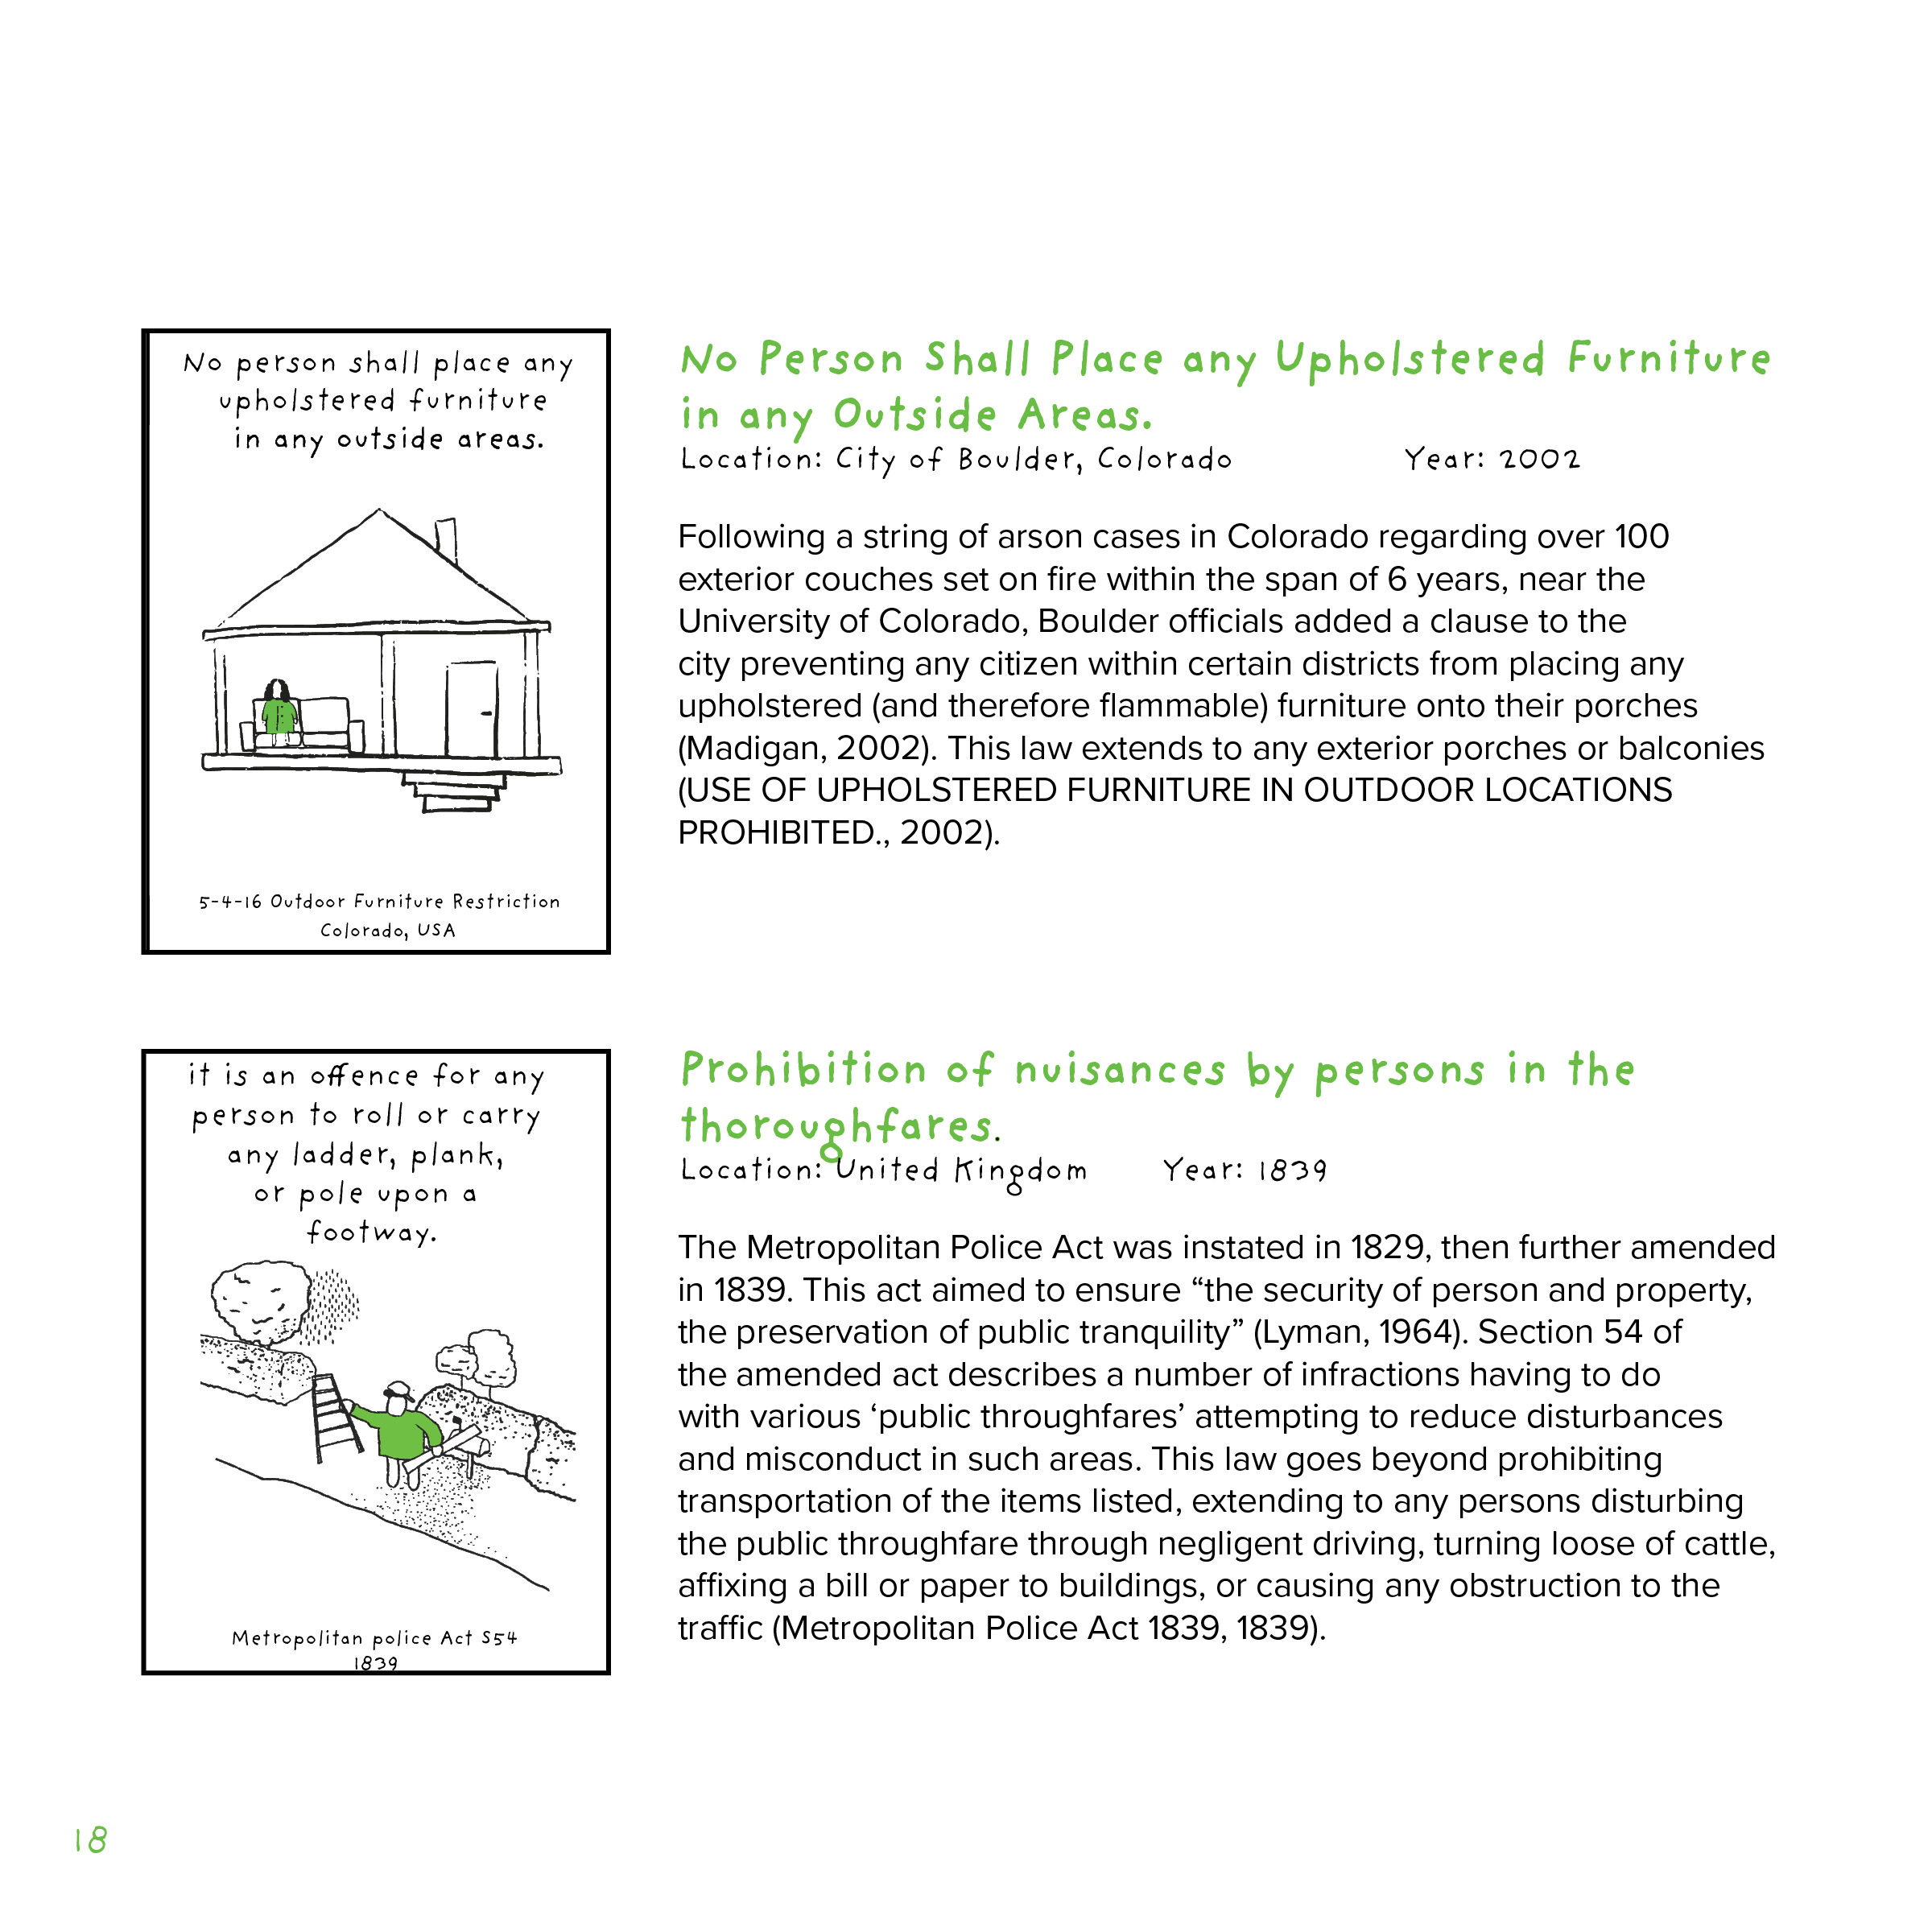 No person shall place any
upholstered furniture
in any outside areas.
5-4-16 Outdoor Furniture Restriction
Colorado, USA
No Person Shall Place any Upholstered Furniture
in any Outside Areas.
Location: City of Boulder, Colorado Year: 2002
Following a string of arson cases in Colorado regarding over 100
exterior couches set on fire within the span of 6 years, near the
University of Colorado, Boulder officials added a clause to the
city preventing any citizen within certain districts from placing any
upholstered (and therefore flammable) furniture onto their porches
(Madigan, 2002). This law extends to any exterior porches or balconies
(USE OF UPHOLSTERED FURNITURE IN OUTDOOR LOCATIONS
PROHIBITED., 2002).
it is an offence for any
person to roll or carry
any ladder, plank,
or pole upon a
footway.
Metropolitan police Act S54
1839
Prohibition of nuisances by persons in the
thoroughfares.
Location: United Kingdom Year: 1839
The Metropolitan Police Act was instated in 1829, then further amended
in 1839. This act aimed to ensure “the security of person and property,
the preservation of public tranquility” (Lyman, 1964). Section 54 of
the amended act describes a number of infractions having to do
with various ‘public throughfares’ attempting to reduce disturbances
and misconduct in such areas. This law goes beyond prohibiting
transportation of the items listed, extending to any persons disturbing
the public throughfare through negligent driving, turning loose of cattle,
affixing a bill or paper to buildings, or causing any obstruction to the
traffic (Metropolitan Police Act 1839, 1839).
18